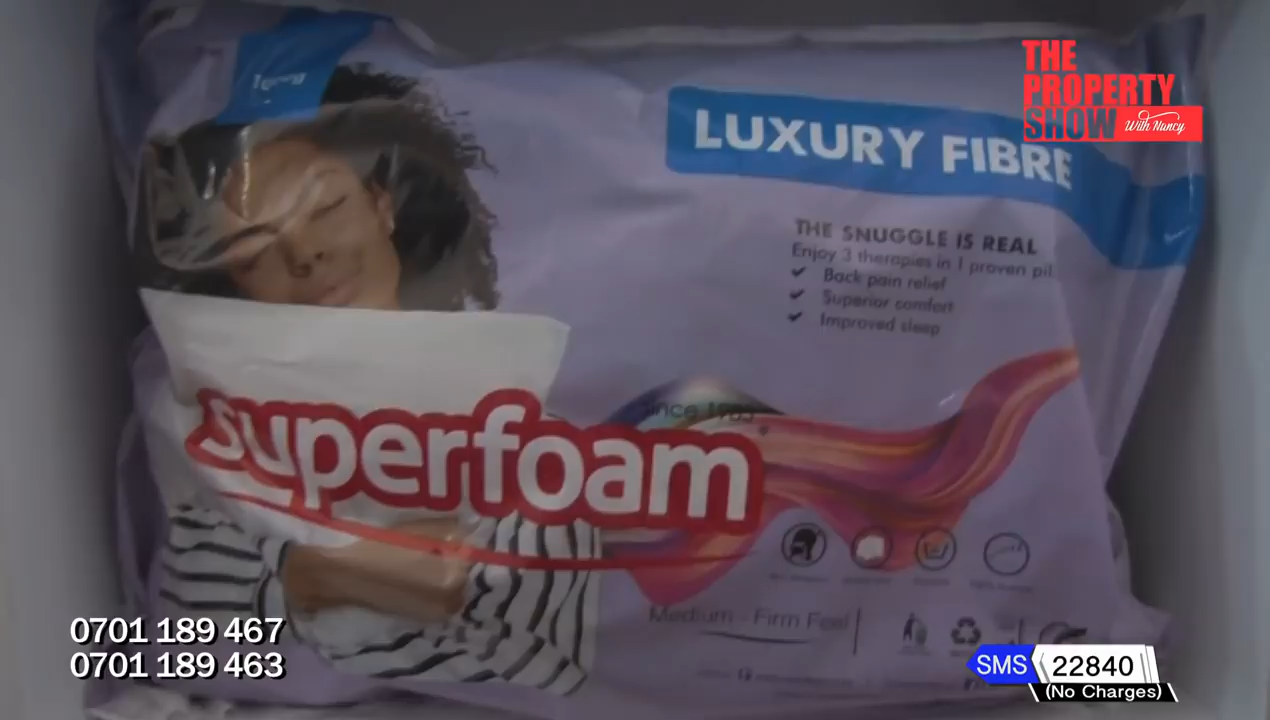 THE
PROPERTY
SHOW
With Nancy
LUXURY FIBRE
THE SNUGGLE IS REAL
Enjoy 3 therapies in 1 proven pil
Back pain relief
Superior comfort
Improved sleep
since
superfoam
Medium - Firm Feel
0701 189 467
0701 189 463
SMS 22840
(No Charges)